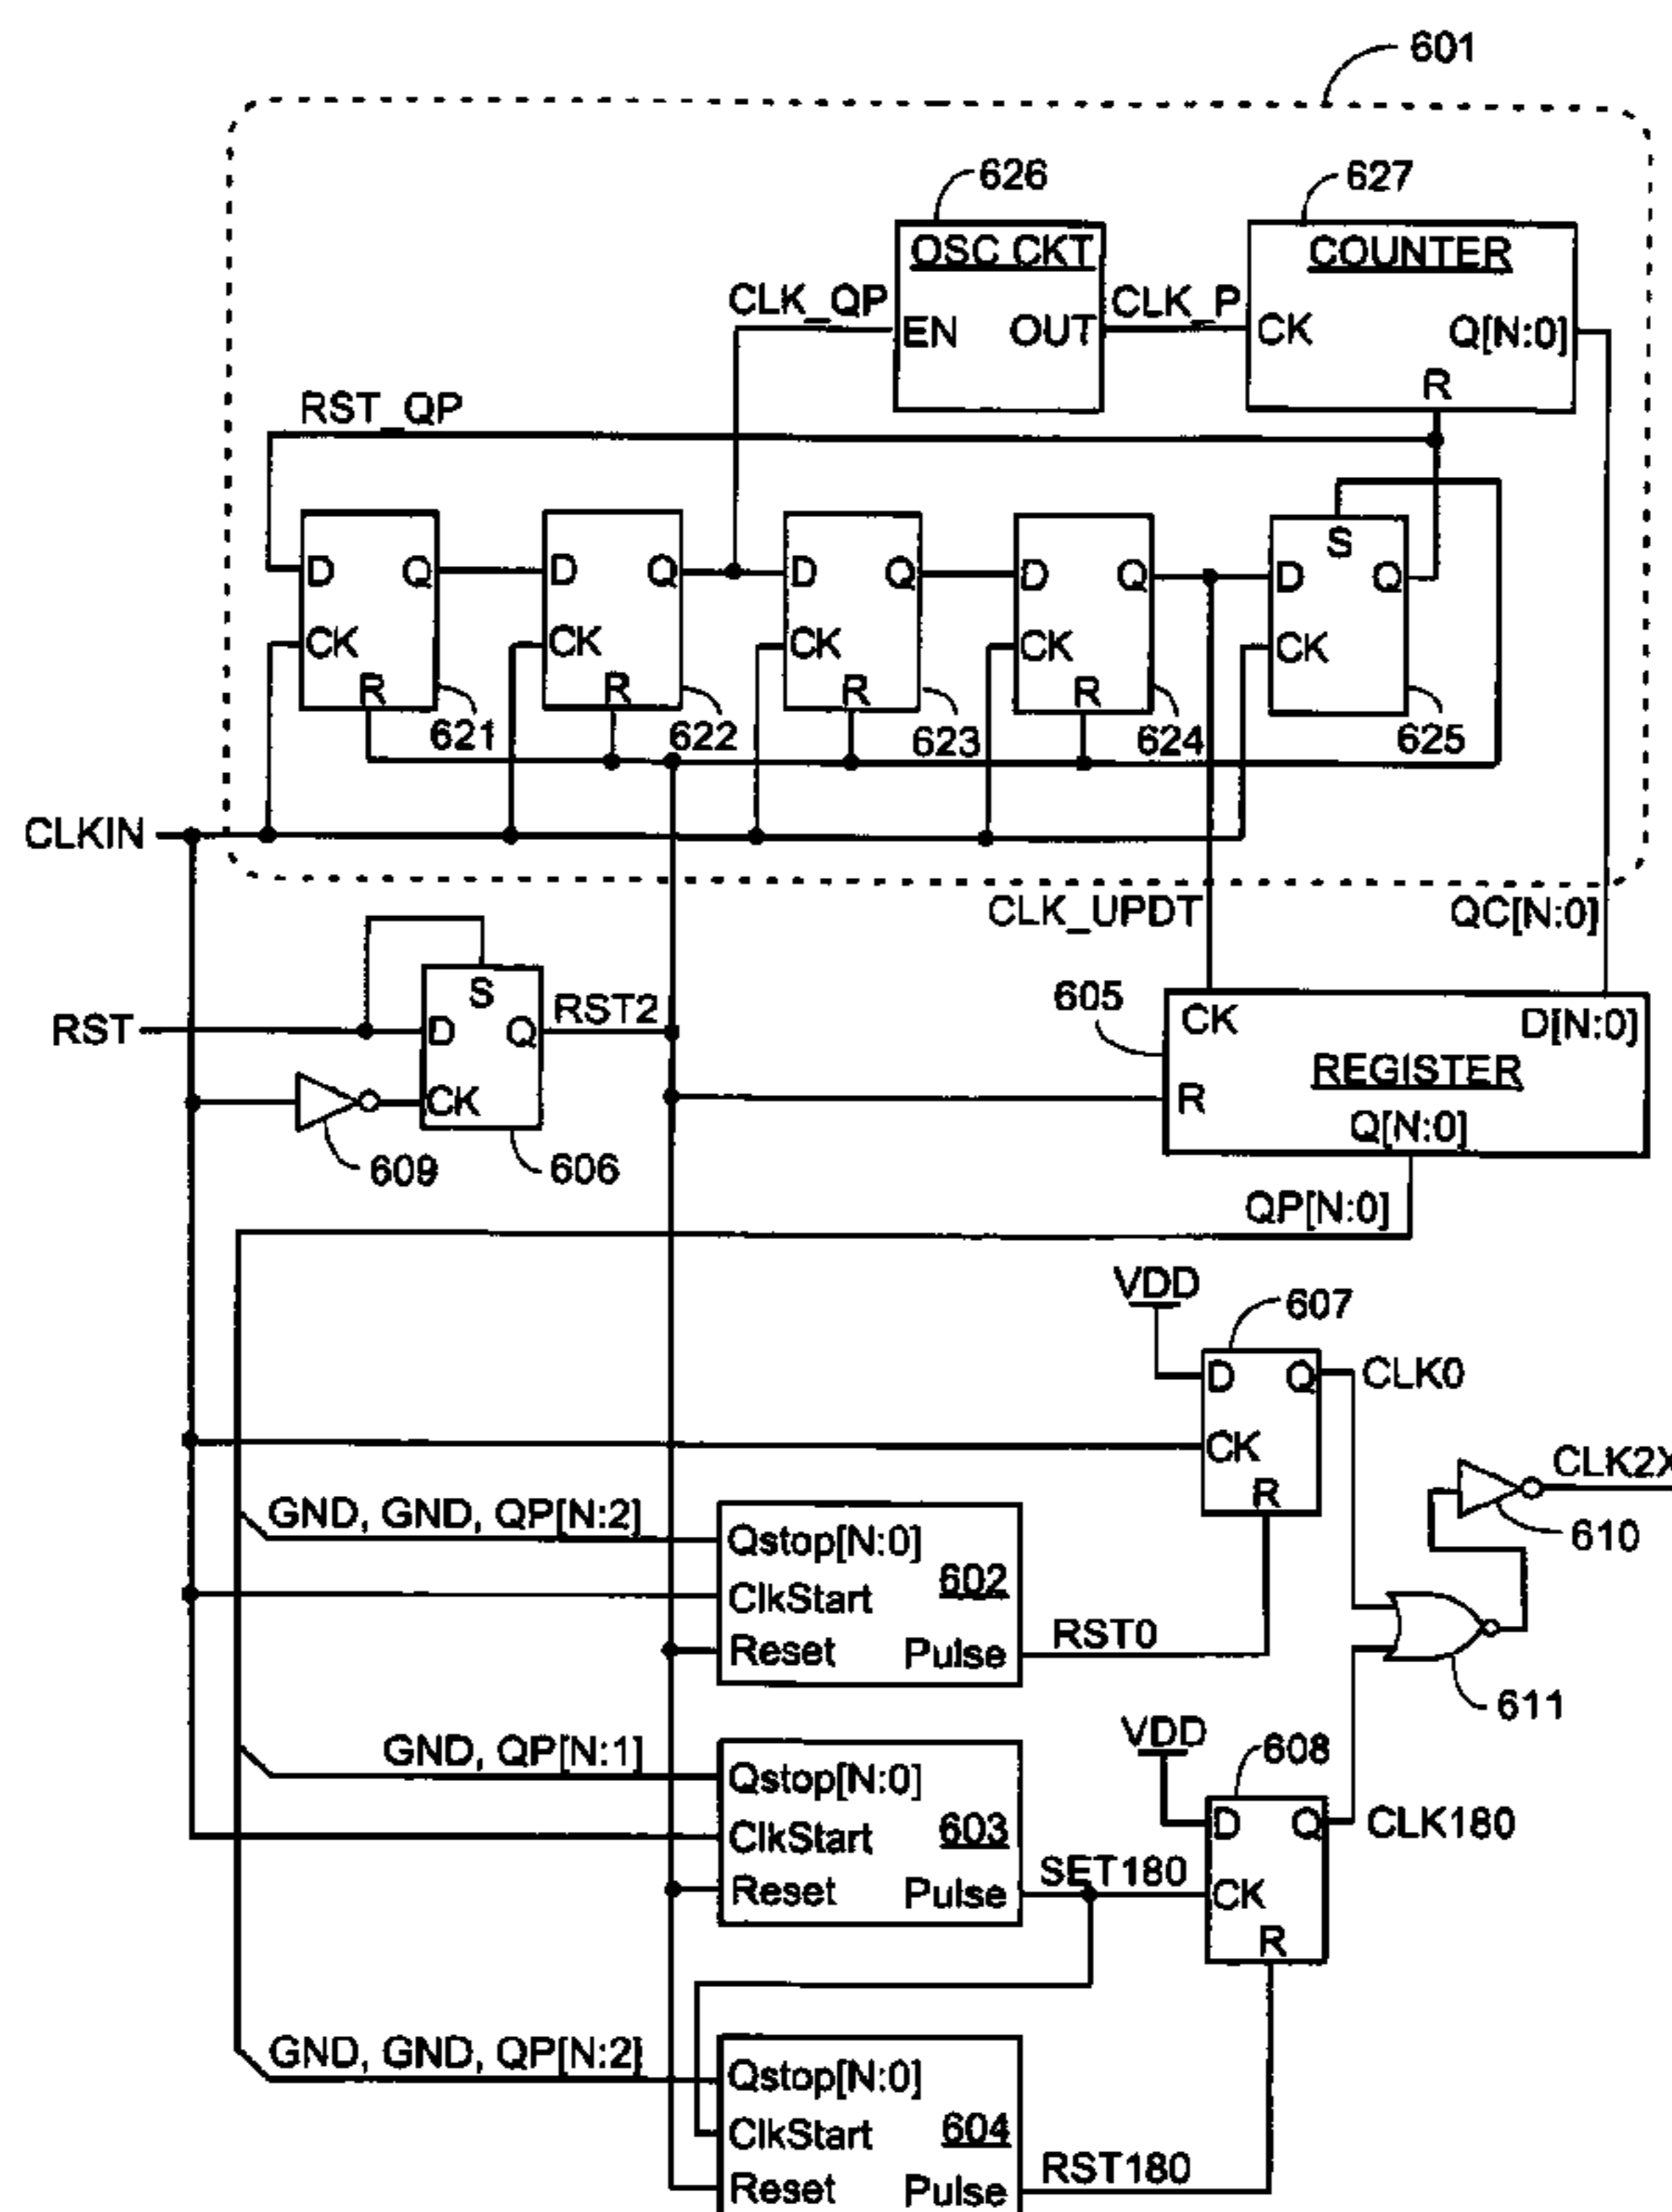 601
626
627
OSC CKT
COUNTER
CLK_QP
CLK_P
EN
OUT
CK
Q[N:0]
R
RST_QP
D
Q
CK
R
621
D
Q
CK
R
622
D
Q
CK
R
623
D
Q
CK
R
624
S
D
Q
CK
625
CLKIN
CLK_UPDT
QC[N:0]
RST
S
D
Q
CK
RST2
609
606
605
CK
D[N:0]
REGISTER
R
Q[N:0]
QP[N:0]
VDD
607
D
Q
CLK0
CK
R
CLK2X
610
611
GND, GND, QP[N:2]
Qstop[N:0]
602
ClkStart
Reset
Pulse
RST0
VDD
608
GND, QP[N:1]
Qstop[N:0]
603
ClkStart
Reset
Pulse
SET180
D
Q
CLK180
CK
R
GND, GND, QP[N:2]
Qstop[N:0]
604
ClkStart
Reset
Pulse
RST180